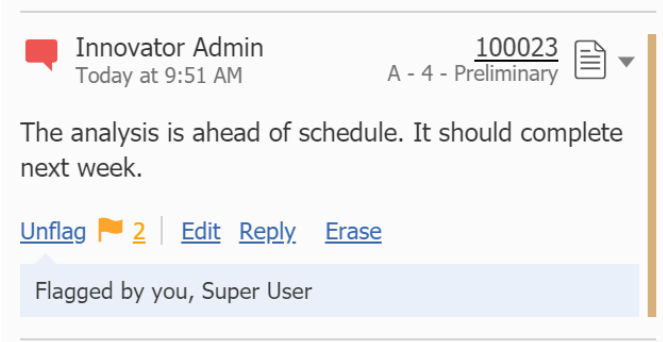 Innovator Admin
100023
Today at 9:51 AM
A - 4 - Preliminary
The analysis is ahead of schedule. It should complete
next week.
Unflag 2 Edit Reply Erase
Flagged by you, Super User